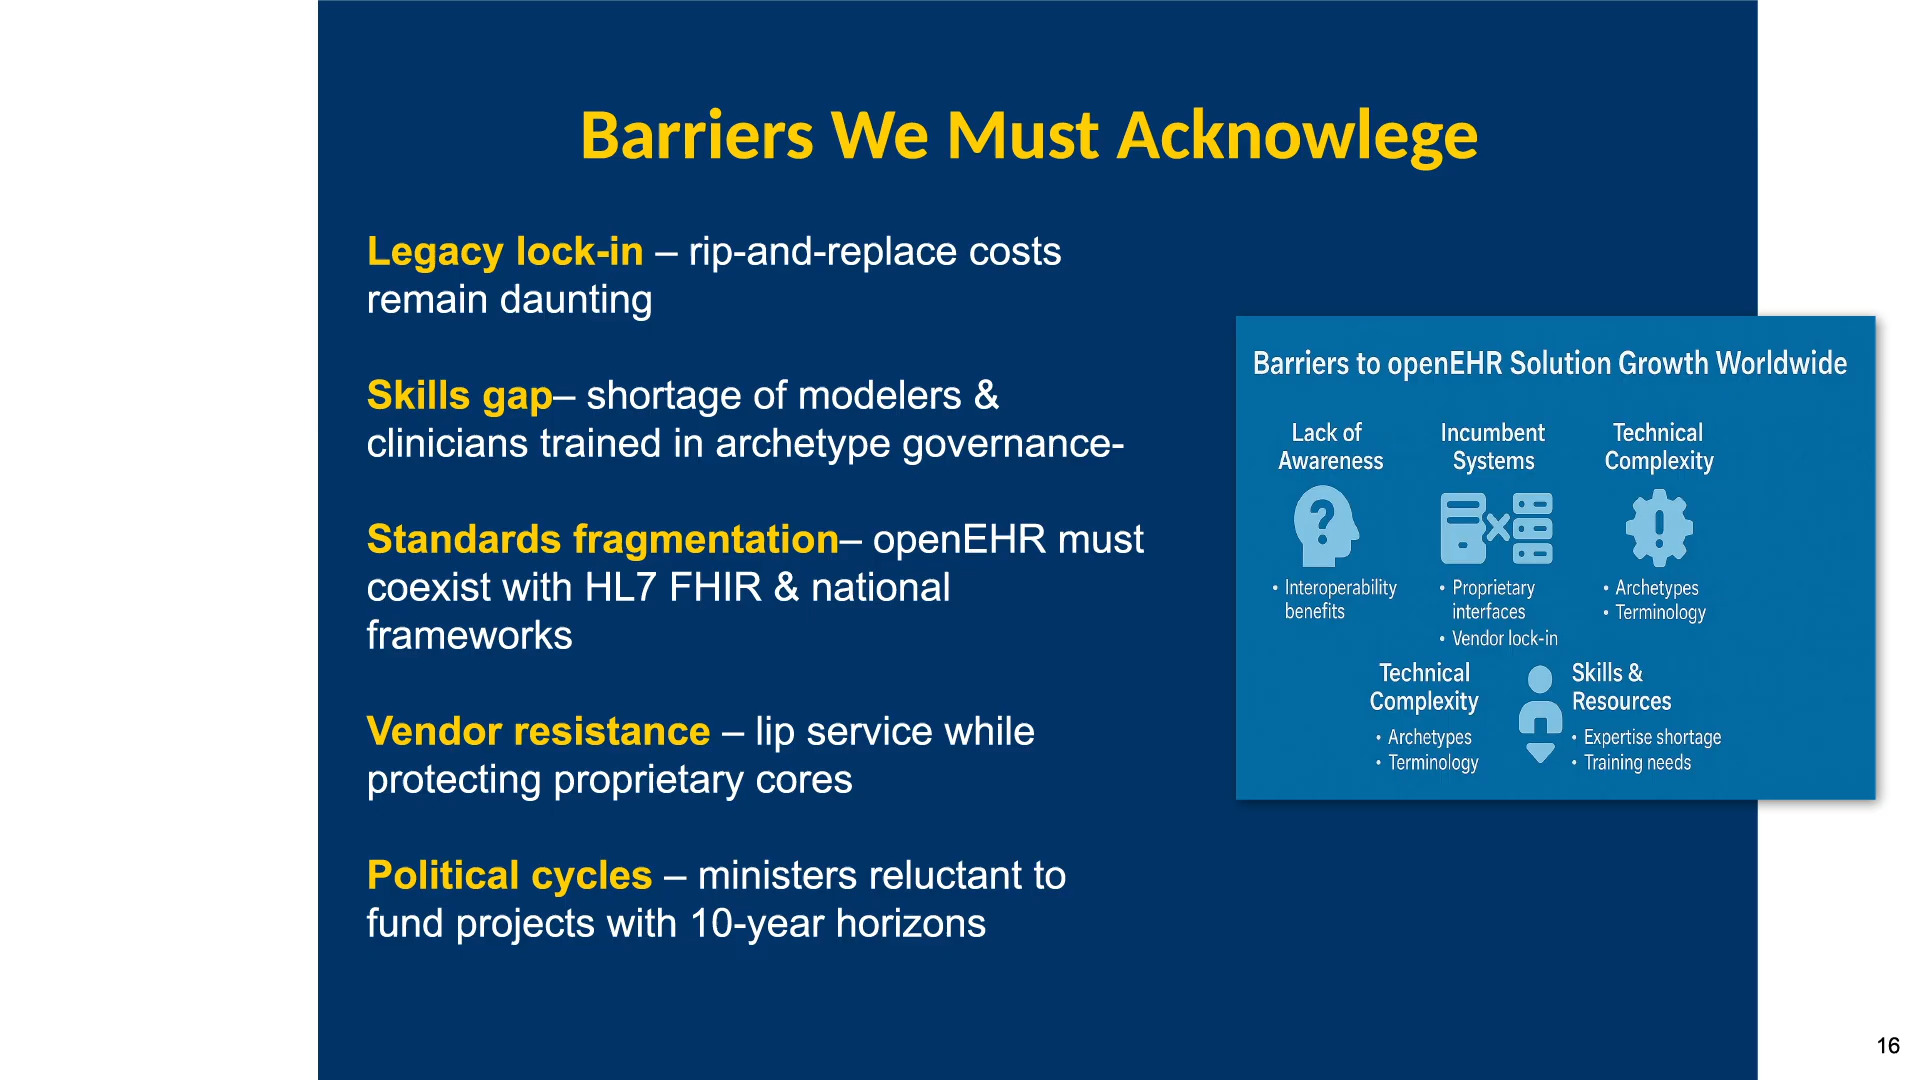 Barriers We Must Acknowlege
Legacy lock-in – rip-and-replace costs
remain daunting
Skills gap– shortage of modelers &
clinicians trained in archetype governance-
Standards fragmentation– openEHR must
coexist with HL7 FHIR & national
frameworks
Vendor resistance – lip service while
protecting proprietary cores
Political cycles – ministers reluctant to
fund projects with 10-year horizons
Barriers to openEHR Solution Growth Worldwide
Lack of
Awareness
• Interoperability
benefits
Incumbent
Systems
• Proprietary
interfaces
• Vendor lock-in
Technical
Complexity
• Archetypes
• Terminology
Technical
Complexity
• Archetypes
• Terminology
Skills &
Resources
• Expertise shortage
• Training needs
16